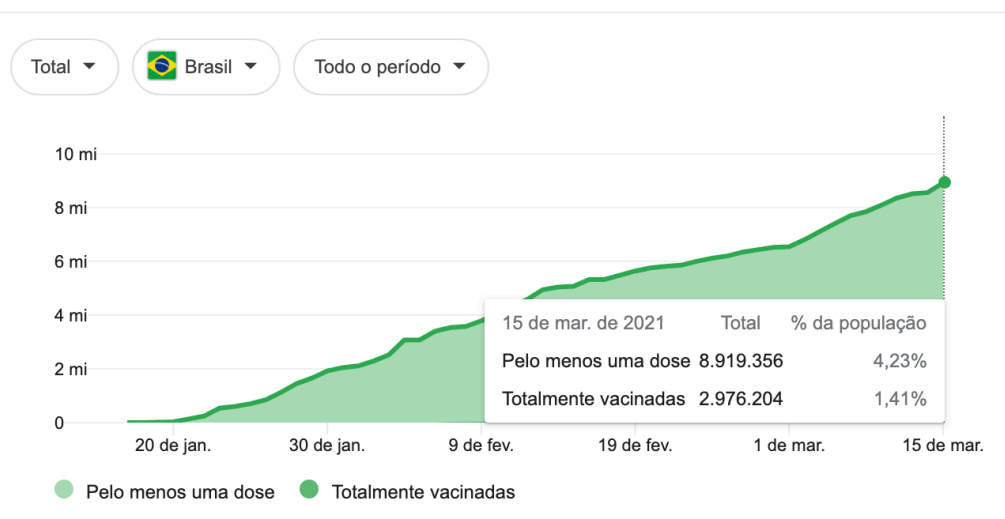 Total Brasil Todo o período
10 mi
8 mi
6 mi
4 mi
15 de mar. de 2021 Total % da população
Pelo menos uma dose 8.919.356 4,23%
Totalmente vacinadas 2.976.204 1,41%
2 mi
0
20 de jan. 30 de jan. 9 de fev. 19 de fev. 1 de mar. 15 de mar.
Pelo menos uma dose Totalmente vacinadas